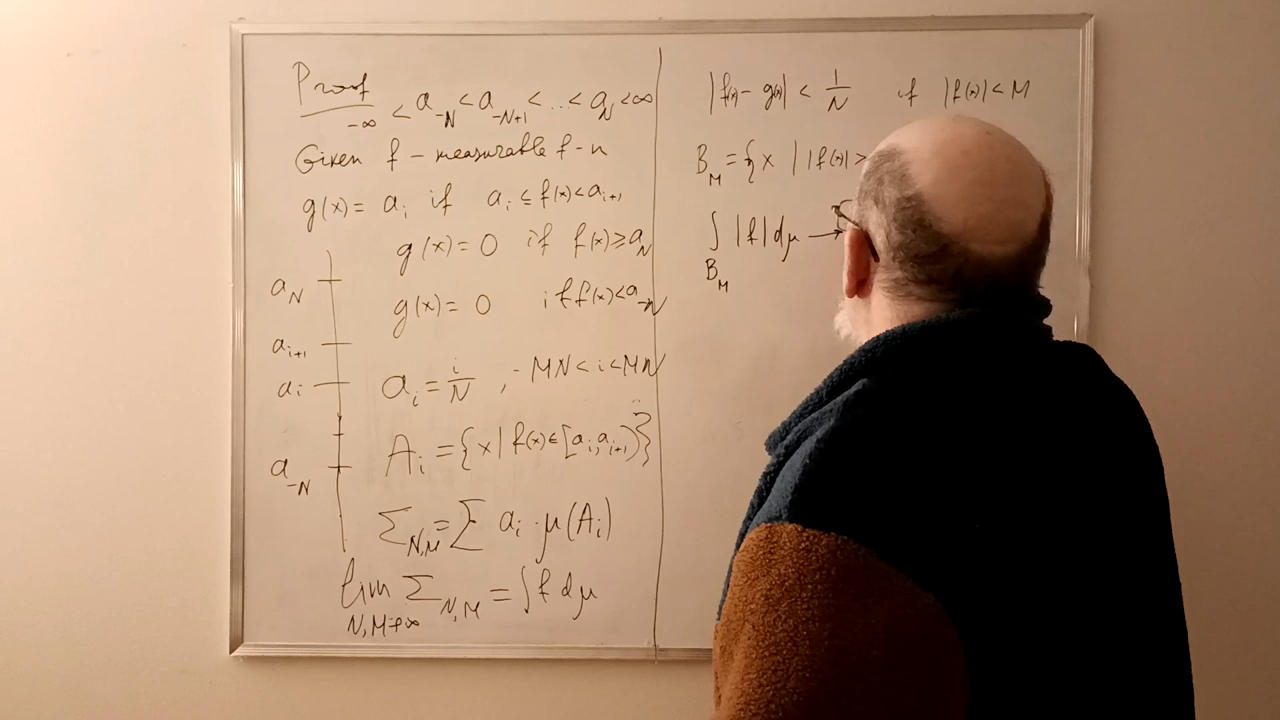 Proof
-∞ < a_{-N} < a_{-N+1} < ... < a_N < ∞
Given f - measurable f-n
g(x) = a_i if a_i ≤ f(x) < a_{i+1}
g(x) = 0 if f(x) ≥ a_N
g(x) = 0 if f(x) < a_{-N}
a_N
a_{i+1}
a_i
a_{-N}
a_i = i/N , -MN < i < MN
A_i = {x | f(x) ∈ [a_i, a_{i+1})}
Σ_{N,M} = Σ a_i · μ(A_i)
lim_{N,M→∞} Σ_{N,M} = ∫ f dμ
|f(x) - g(x)| < 1/N if |f(x)| < M
B_M = {x | |f(x)| >
∫_{B_M} |f| dμ →